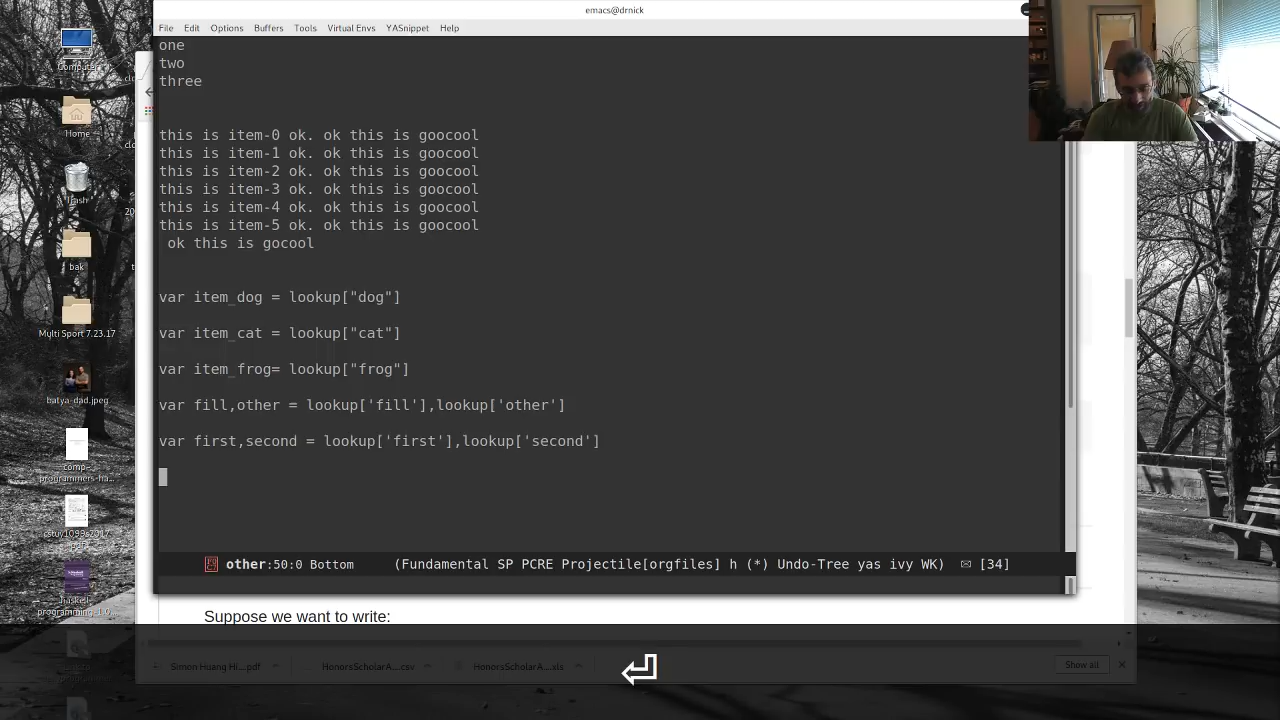 emacs@drnick
File Edit Options Buffers Tools Virtual Envs YASnippet Help
one
two
three
this is item-0 ok. ok this is goocool
this is item-1 ok. ok this is goocool
this is item-2 ok. ok this is goocool
this is item-3 ok. ok this is goocool
this is item-4 ok. ok this is goocool
this is item-5 ok. ok this is goocool
ok this is gocool
var item_dog = lookup["dog"]
var item_cat = lookup["cat"]
var item_frog= lookup["frog"]
var fill,other = lookup['fill'],lookup['other']
var first,second = lookup['first'],lookup['second']
other:50:0 Bottom (Fundamental SP PCRE Projectile[orgfiles] h (*) Undo-Tree yas ivy WK) [34]
Suppose we want to write:
Simon Huang Hi....pdf
HonorsScholarA....csv
HonorsScholarA....xls
Show all
Computer
Home
Trash
bak
Multi Sport 7.23.17
batya-dad.jpeg
comp-
programmers-ha...
haskell-
programming-1.0...